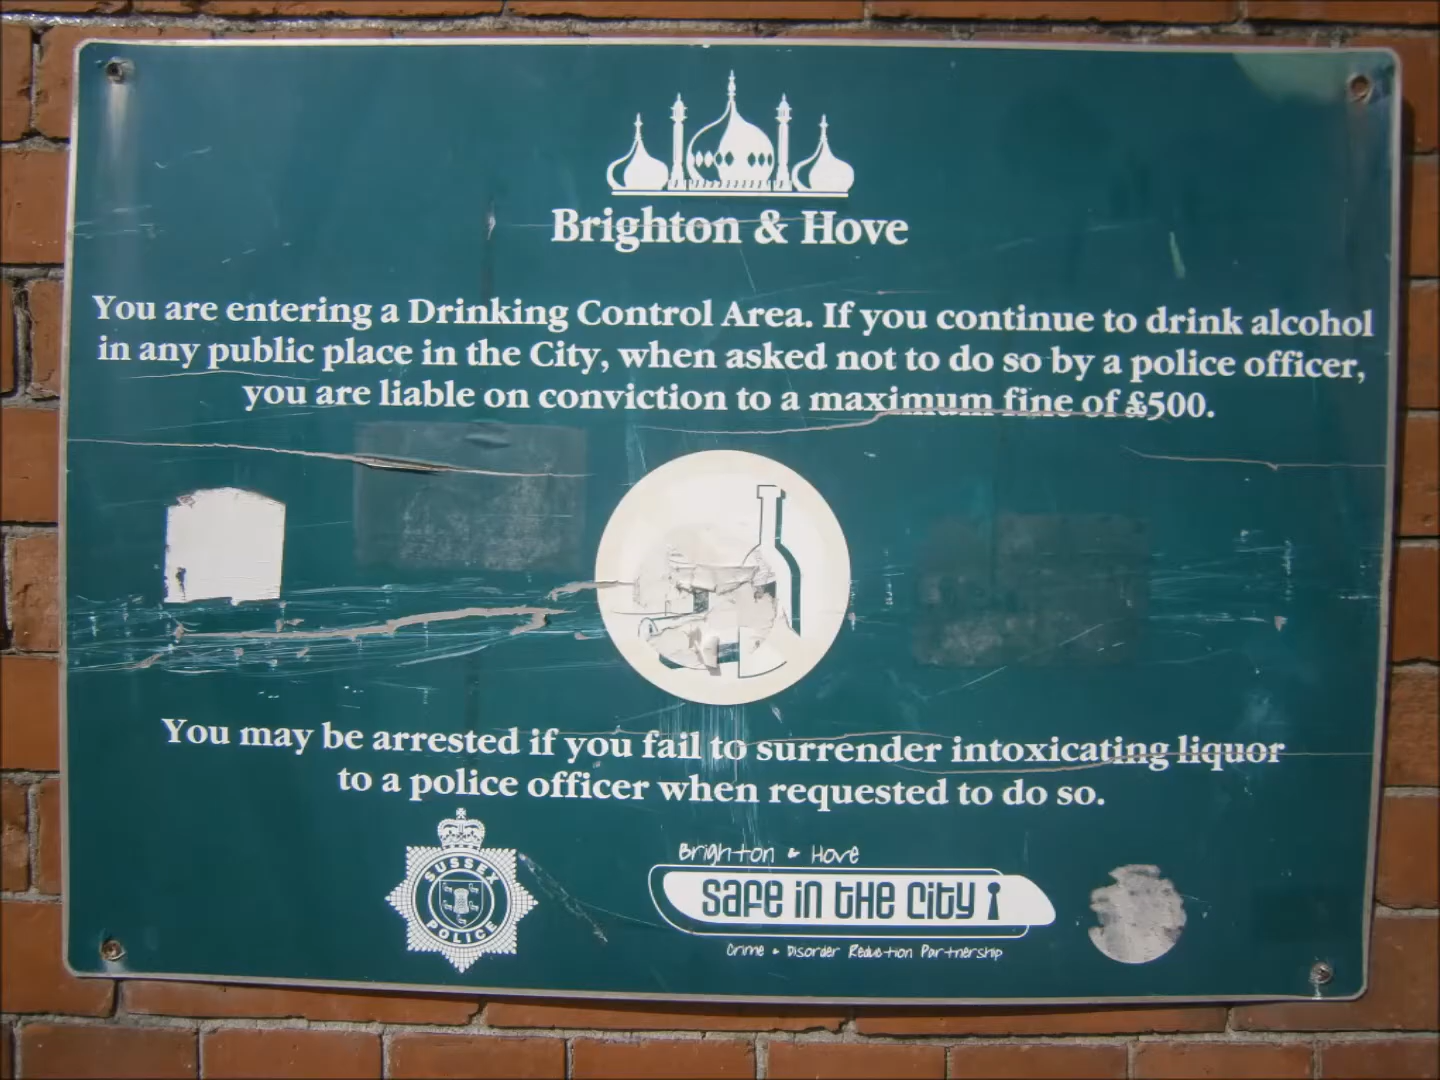 Brighton & Hove
You are entering a Drinking Control Area. If you continue to drink alcohol
in any public place in the City, when asked not to do so by a police officer,
you are liable on conviction to a maximum fine of £500.
You may be arrested if you fail to surrender intoxicating liquor
to a police officer when requested to do so.
SUSSEX
POLICE
Brighton & Hove
Safe in the City
Crime & Disorder Reduction Partnership